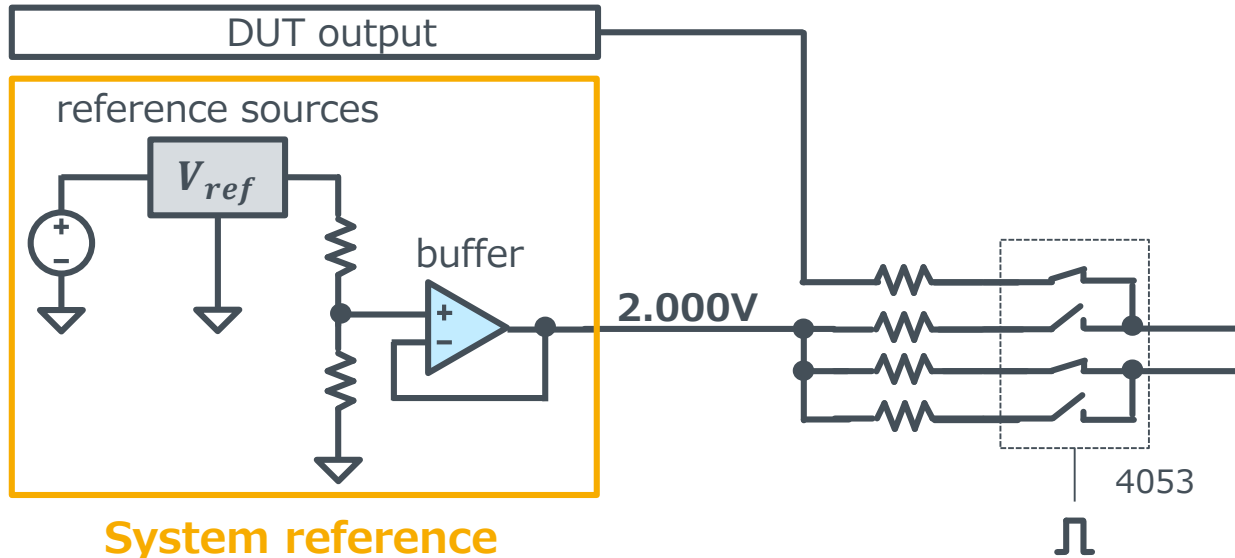 DUT output
reference sources
V_ref
+
−
buffer
+
−
2.000V
4053
System reference